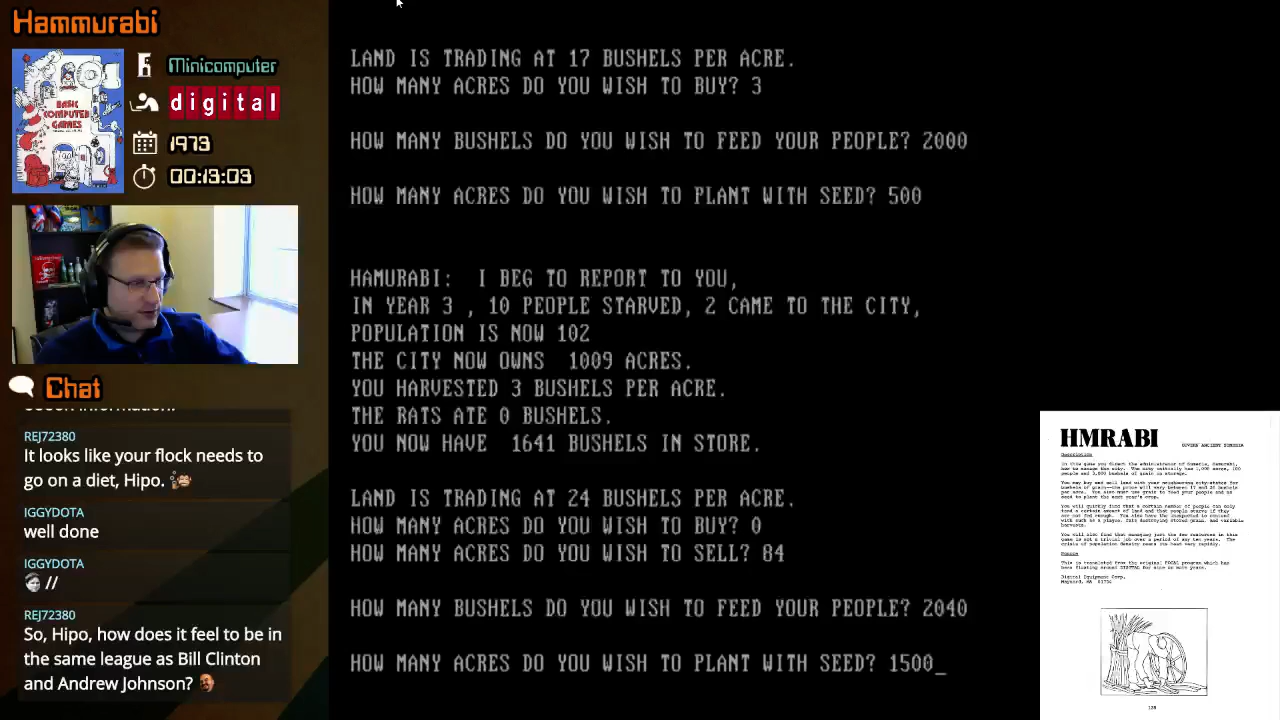 Hammurabi
BASIC
COMPUTER
GAMES
Minicomputer
digital
1973
00:13:03
Chat
REJ72380
It looks like your flock needs to
go on a diet, Hipo.
IGGYDOTA
well done
IGGYDOTA
//
REJ72380
So, Hipo, how does it feel to be in
the same league as Bill Clinton
and Andrew Johnson?
LAND IS TRADING AT 17 BUSHELS PER ACRE.
HOW MANY ACRES DO YOU WISH TO BUY? 3
HOW MANY BUSHELS DO YOU WISH TO FEED YOUR PEOPLE? 2000
HOW MANY ACRES DO YOU WISH TO PLANT WITH SEED? 500
HAMURABI: I BEG TO REPORT TO YOU,
IN YEAR 3 , 10 PEOPLE STARVED, 2 CAME TO THE CITY,
POPULATION IS NOW 102
THE CITY NOW OWNS 1009 ACRES.
YOU HARVESTED 3 BUSHELS PER ACRE.
THE RATS ATE 0 BUSHELS.
YOU NOW HAVE 1641 BUSHELS IN STORE.
LAND IS TRADING AT 24 BUSHELS PER ACRE.
HOW MANY ACRES DO YOU WISH TO BUY? 0
HOW MANY ACRES DO YOU WISH TO SELL? 84
HOW MANY BUSHELS DO YOU WISH TO FEED YOUR PEOPLE? 2040
HOW MANY ACRES DO YOU WISH TO PLANT WITH SEED? 1500_
HMRABI
Description
Digital Equipment Corp.